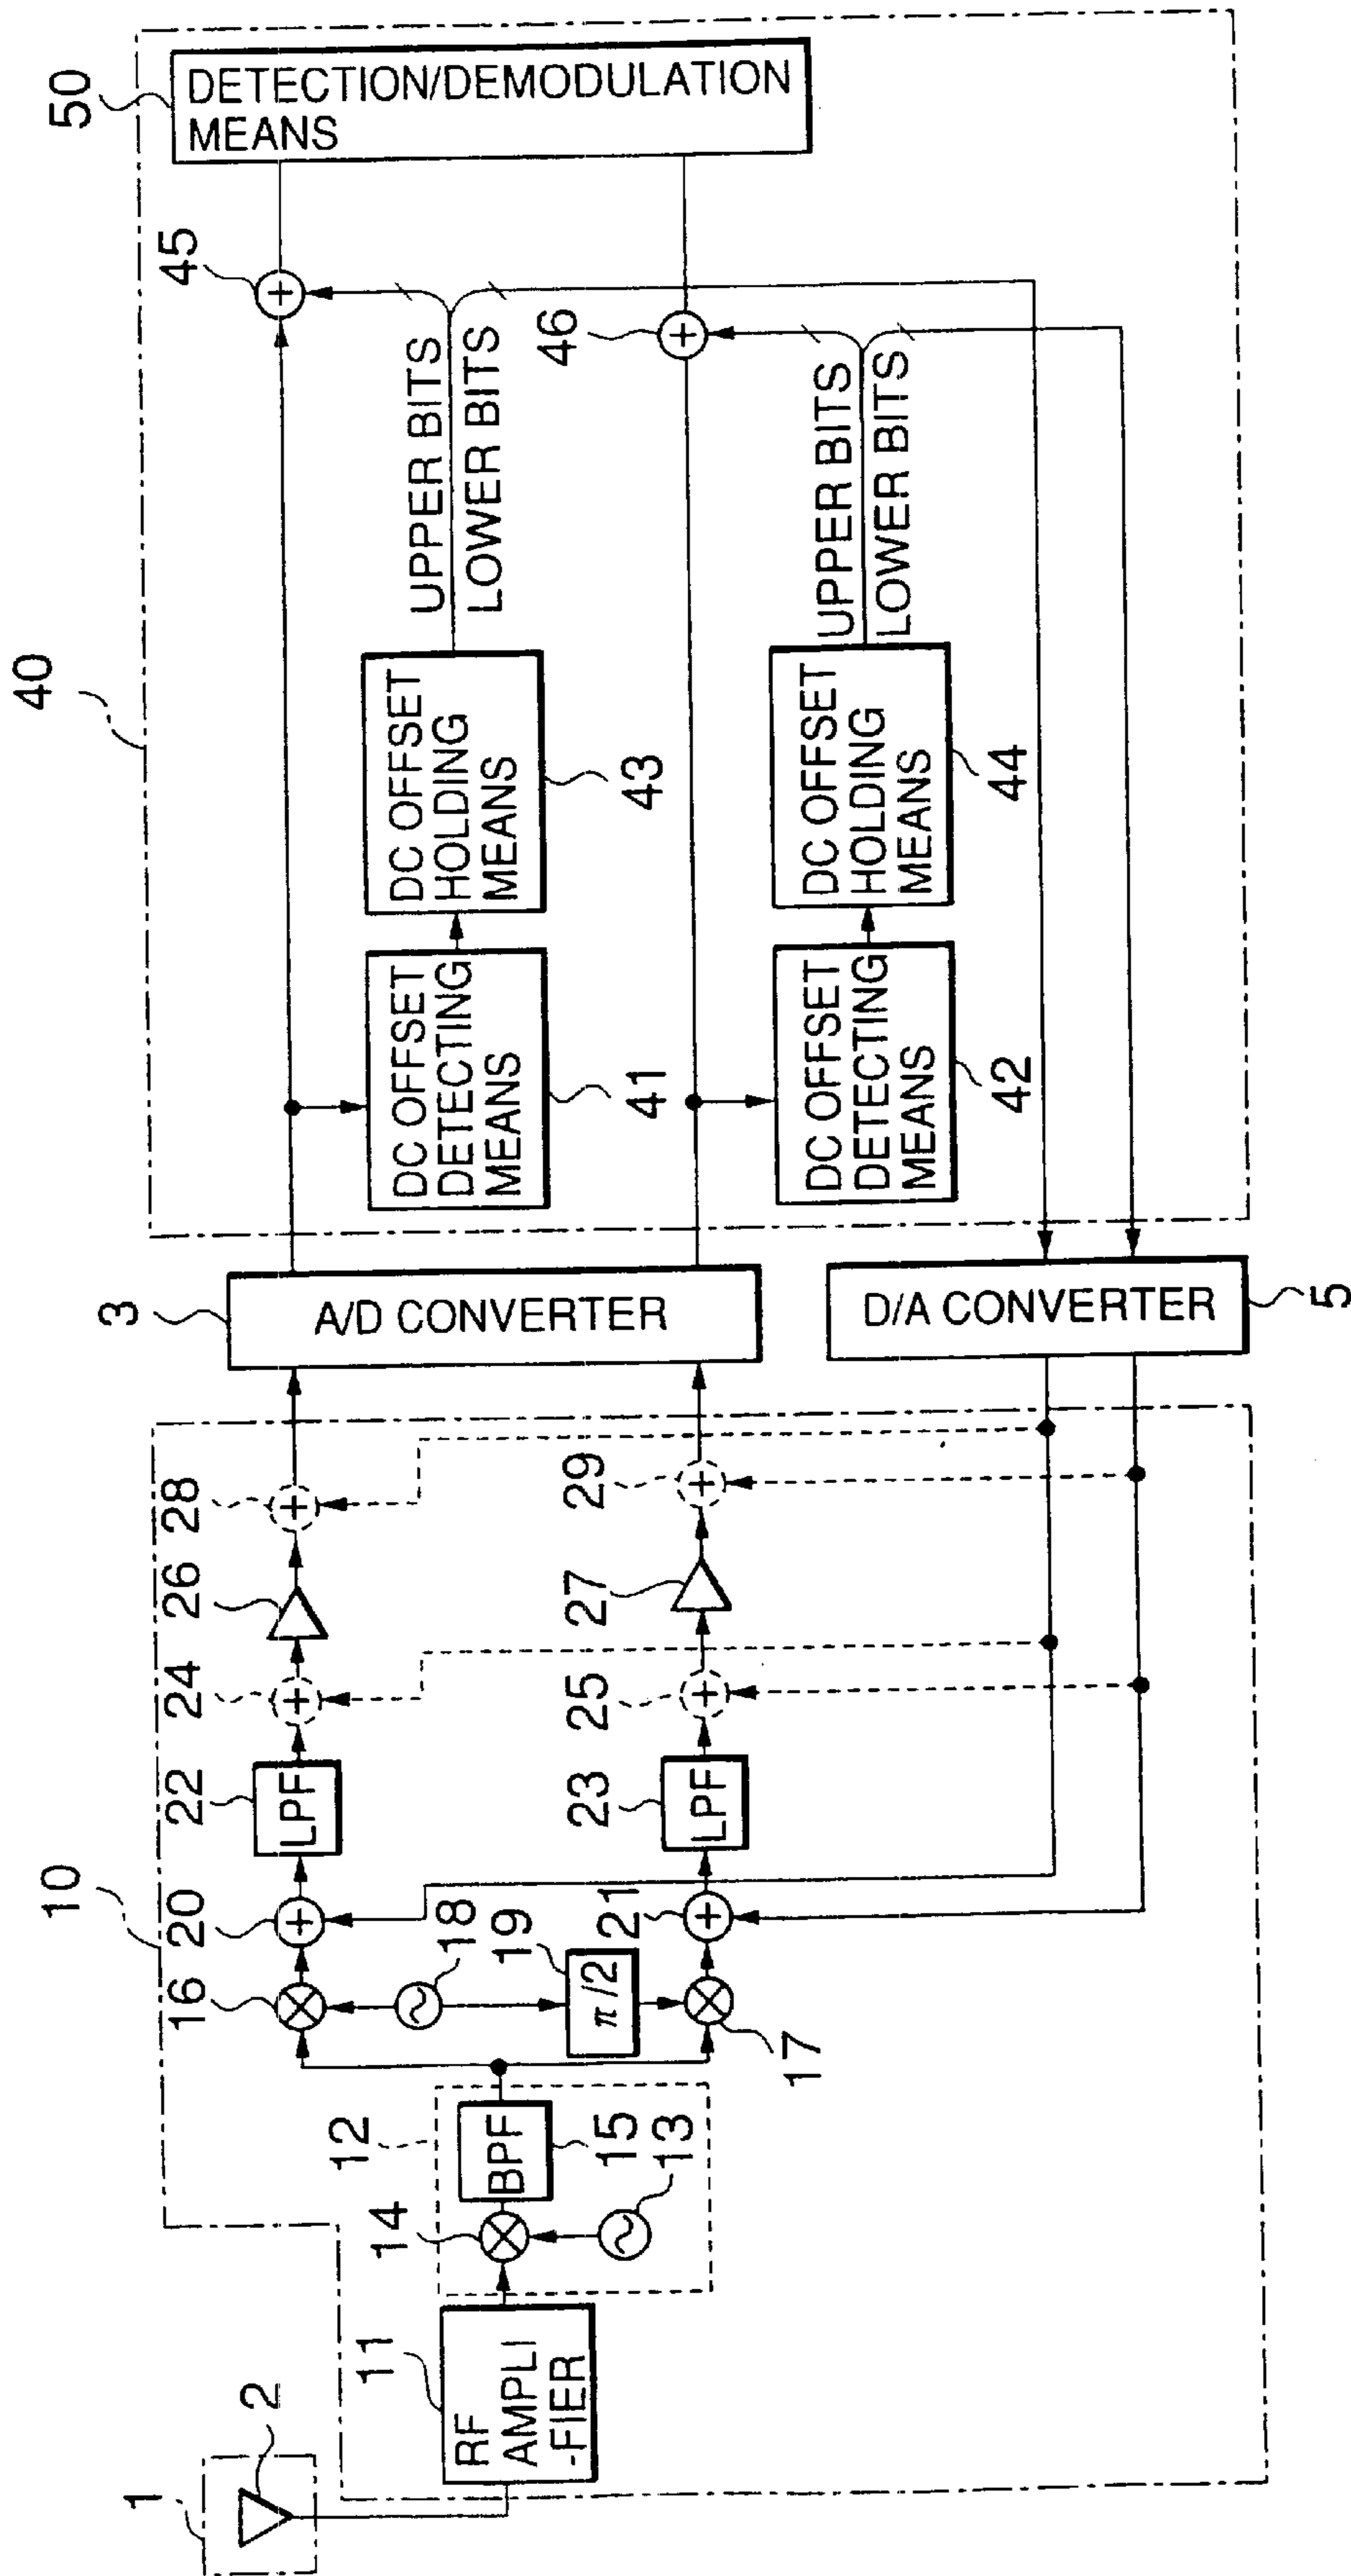 1
2
10
11
RF
AMPLI
-FIER
12
14
BPF
15
13
16
20
22
LPF
24
26
28
18
19
π/2
17
21
23
LPF
25
27
29
3
A/D CONVERTER
D/A CONVERTER
5
40
DC OFFSET
DETECTING
MEANS
41
DC OFFSET
HOLDING
MEANS
43
UPPER BITS
LOWER BITS
45
DC OFFSET
DETECTING
MEANS
42
DC OFFSET
HOLDING
MEANS
44
UPPER BITS
LOWER BITS
46
50
DETECTION/DEMODULATION
MEANS